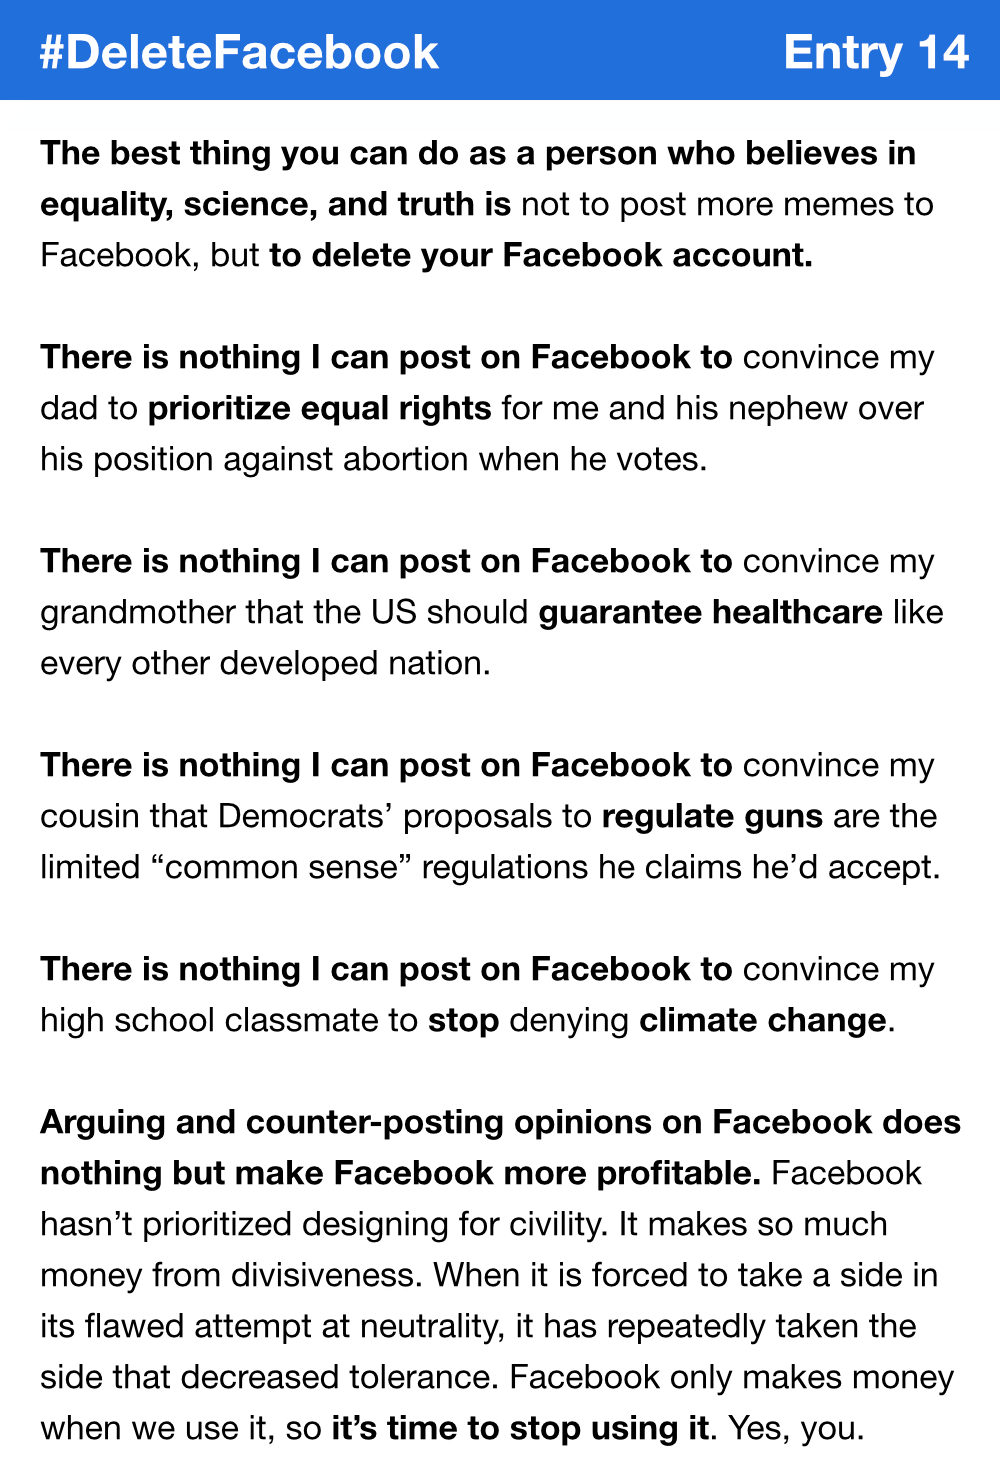 #DeleteFacebook Entry 14
The best thing you can do as a person who believes in
equality, science, and truth is not to post more memes to
Facebook, but to delete your Facebook account.
There is nothing I can post on Facebook to convince my
dad to prioritize equal rights for me and his nephew over
his position against abortion when he votes.
There is nothing I can post on Facebook to convince my
grandmother that the US should guarantee healthcare like
every other developed nation.
There is nothing I can post on Facebook to convince my
cousin that Democrats’ proposals to regulate guns are the
limited “common sense” regulations he claims he’d accept.
There is nothing I can post on Facebook to convince my
high school classmate to stop denying climate change.
Arguing and counter-posting opinions on Facebook does
nothing but make Facebook more profitable. Facebook
hasn’t prioritized designing for civility. It makes so much
money from divisiveness. When it is forced to take a side in
its flawed attempt at neutrality, it has repeatedly taken the
side that decreased tolerance. Facebook only makes money
when we use it, so it’s time to stop using it. Yes, you.